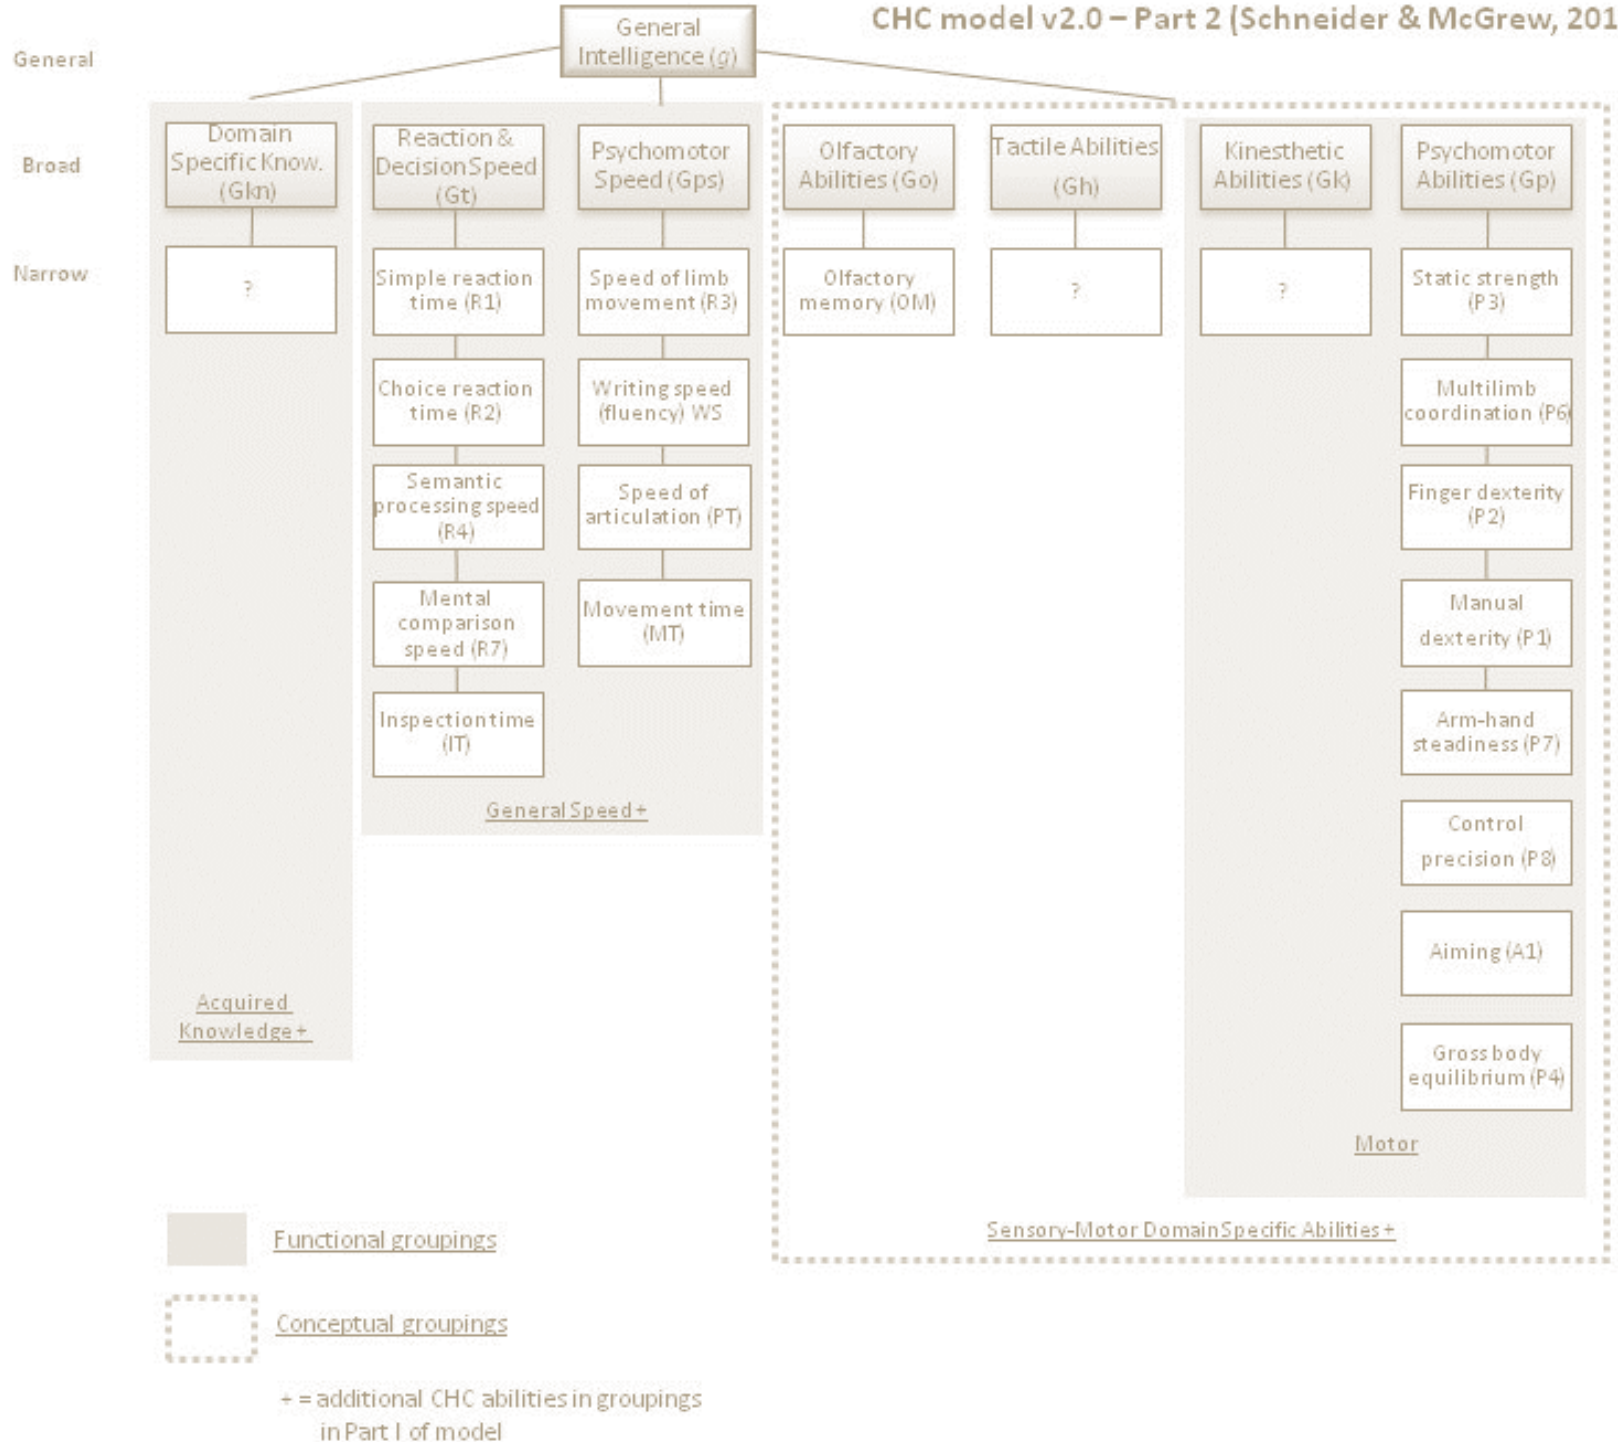 CHC model v2.0 – Part 2 (Schneider & McGrew, 201
General
General
Intelligence (g)
Broad
Domain
Specific Know.
(Gkn)
Reaction &
Decision Speed
(Gt)
Psychomotor
Speed (Gps)
Olfactory
Abilities (Go)
Tactile Abilities
(Gh)
Kinesthetic
Abilities (Gk)
Psychomotor
Abilities (Gp)
Narrow
?
Simple reaction
time (R1)
Speed of limb
movement (R3)
Olfactory
memory (OM)
?
?
Static strength
(P3)
Choice reaction
time (R2)
Writing speed
(fluency) WS
Multilimb
coordination (P6)
Semantic
processing speed
(R4)
Speed of
articulation (PT)
Finger dexterity
(P2)
Mental
comparison
speed (R7)
Movement time
(MT)
Manual
dexterity (P1)
Inspection time
(IT)
Arm-hand
steadiness (P7)
General Speed +
Control
precision (P8)
Aiming (A1)
Acquired
Knowledge +
Gross body
equilibrium (P4)
Motor
Sensory-Motor Domain Specific Abilities +
Functional groupings
Conceptual groupings
+ = additional CHC abilities in groupings
in Part I of model